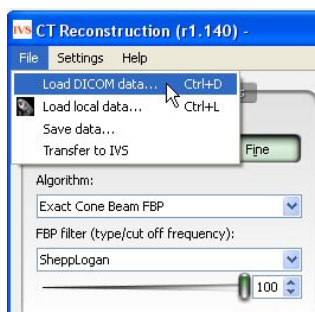 IVS CT Reconstruction (r1.140) -
File Settings Help
Load DICOM data... Ctrl+D
Load local data... Ctrl+L
Save data...
Transfer to IVS
Fine
Algorithm:
Exact Cone Beam FBP
FBP filter (type/cut off frequency):
SheppLogan
100